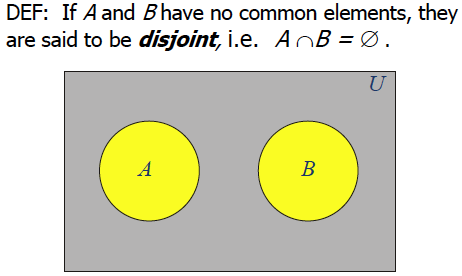 DEF: If A and B have no common elements, they
are said to be disjoint, i.e. A∩B = ∅ .
U
A B